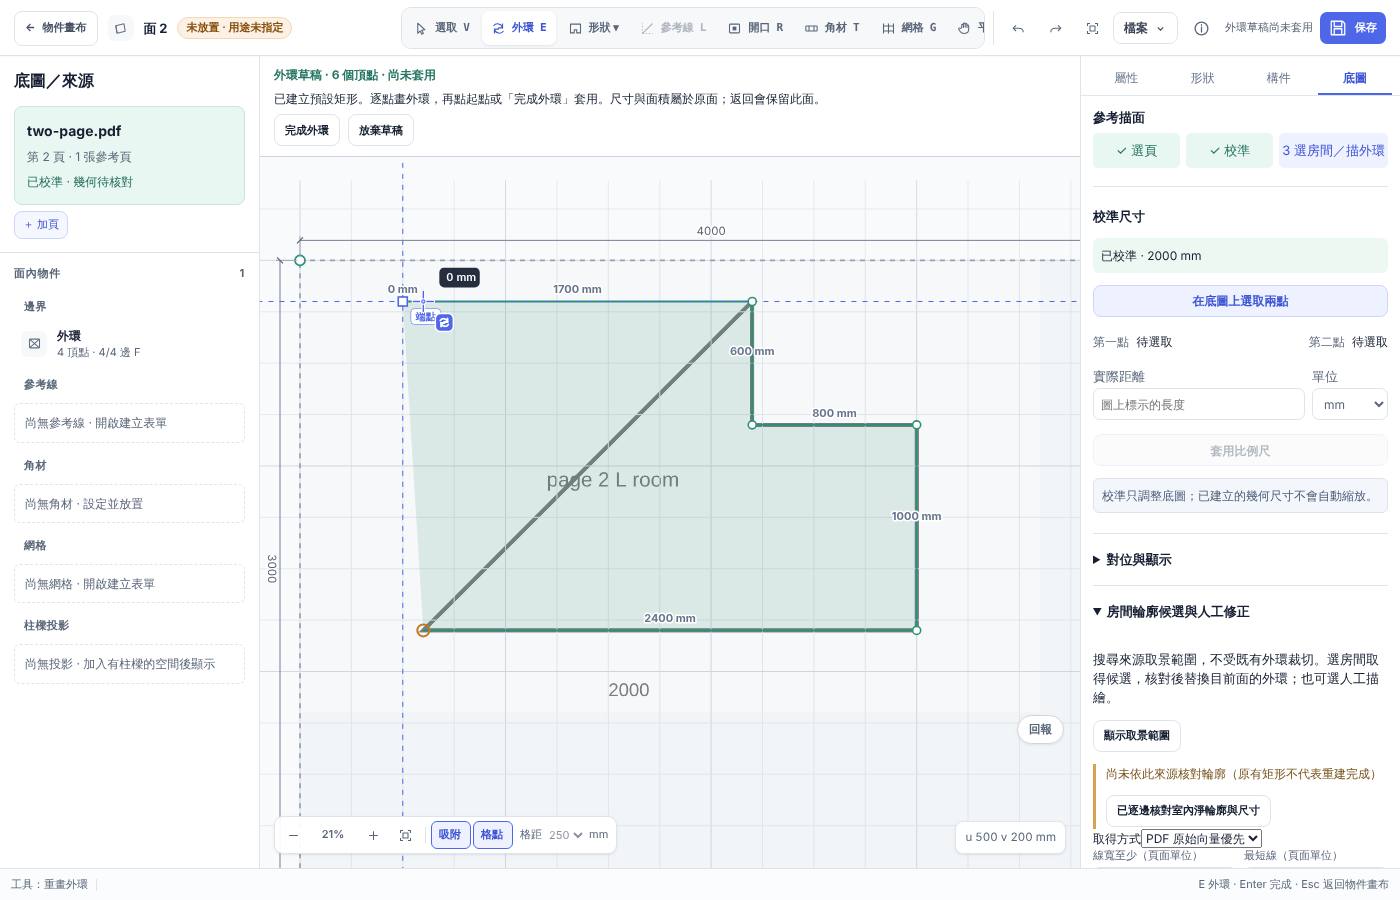 物件畫布
面 2
未放置 · 用途未指定
選取 V
外環 E
形狀 ▾
參考線 L
開口 R
角材 T
網格 G
檔案
外環草稿尚未套用
保存
底圖／來源
two-page.pdf
第 2 頁 · 1 張參考頁
已校準 · 幾何待核對
+ 加頁
面內物件 1
邊界
外環
4 頂點 · 4/4 邊 F
參考線
尚無參考線 · 開啟建立表單
角材
尚無角材 · 設定並放置
網格
尚無網格 · 開啟建立表單
柱樑投影
尚無投影 · 加入有柱樑的空間後顯示
外環草稿 · 6 個頂點 · 尚未套用
已建立預設矩形。逐點畫外環，再點起點或「完成外環」套用。尺寸與面積屬於原面；返回會保留此面。
完成外環
放棄草稿
4000
0 mm
0 mm
1700 mm
端點
600 mm
800 mm
page 2 L room
1000 mm
3000
2400 mm
2000
回報
21%
吸附
格點
格距 250 mm
u 500 v 200 mm
屬性
形狀
構件
底圖
參考描面
✓ 選頁
✓ 校準
3 選房間／描外環
校準尺寸
已校準 · 2000 mm
在底圖上選取兩點
第一點 待選取
第二點 待選取
實際距離
單位
圖上標示的長度
mm
套用比例尺
校準只調整底圖；已建立的幾何尺寸不會自動縮放。
對位與顯示
房間輪廓候選與人工修正
搜尋來源取景範圍，不受既有外環裁切。選房間取
得候選，核對後替換目前面的外環；也可選人工描
繪。
顯示取景範圍
尚未依此來源核對輪廓（原有矩形不代表重建完成）
已逐邊核對室內淨輪廓與尺寸
取得方式 PDF 原始向量優先
線寬至少（頁面單位）
最短線（頁面單位）
工具：重畫外環
E 外環 · Enter 完成 · Esc 返回物件畫布